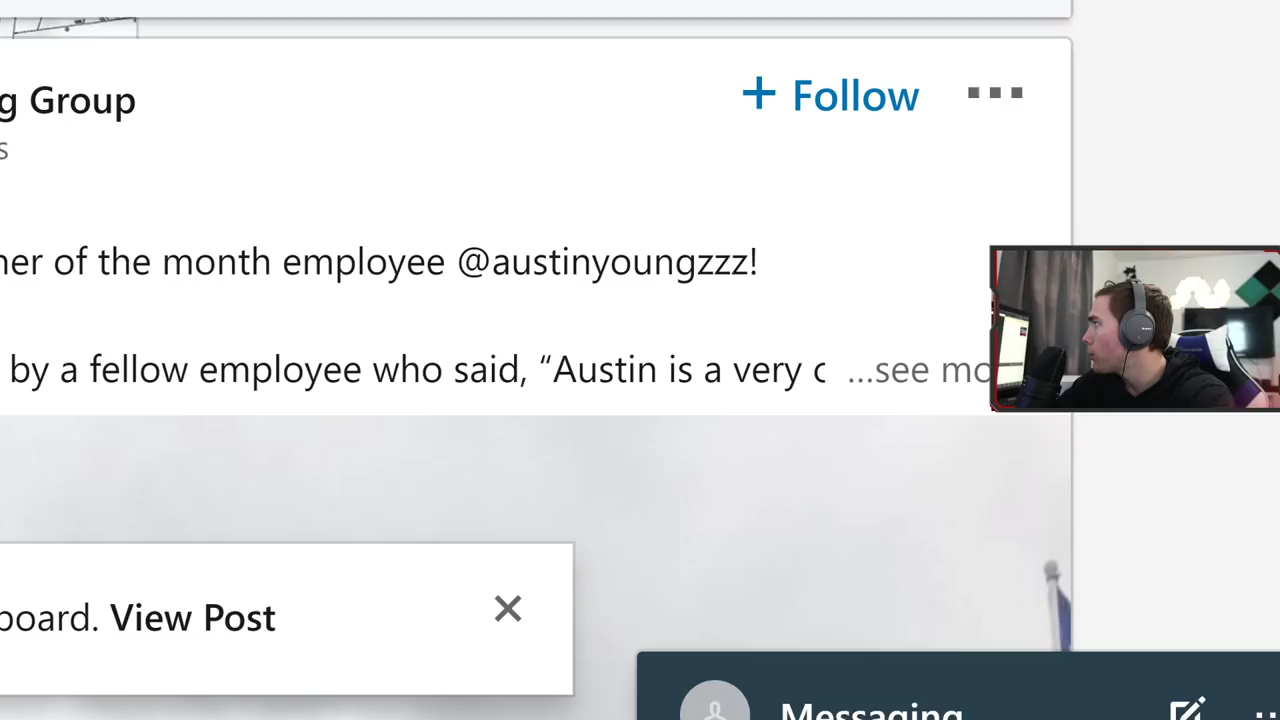 g Group
+ Follow
s
ner of the month employee @austinyoungzzz!
by a fellow employee who said, “Austin is a very c ...see mo
board. View Post
Messaging